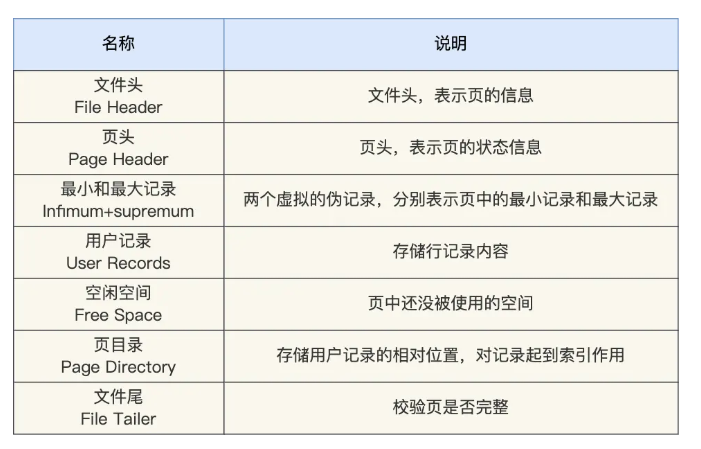 名称 说明
文件头
File Header
文件头，表示页的信息
页头
Page Header
页头，表示页的状态信息
最小和最大记录
Infimum+supremum
两个虚拟的伪记录，分别表示页中的最小记录和最大记录
用户记录
User Records
存储行记录内容
空闲空间
Free Space
页中还没被使用的空间
页目录
Page Directory
存储用户记录的相对位置，对记录起到索引作用
文件尾
File Tailer
校验页是否完整